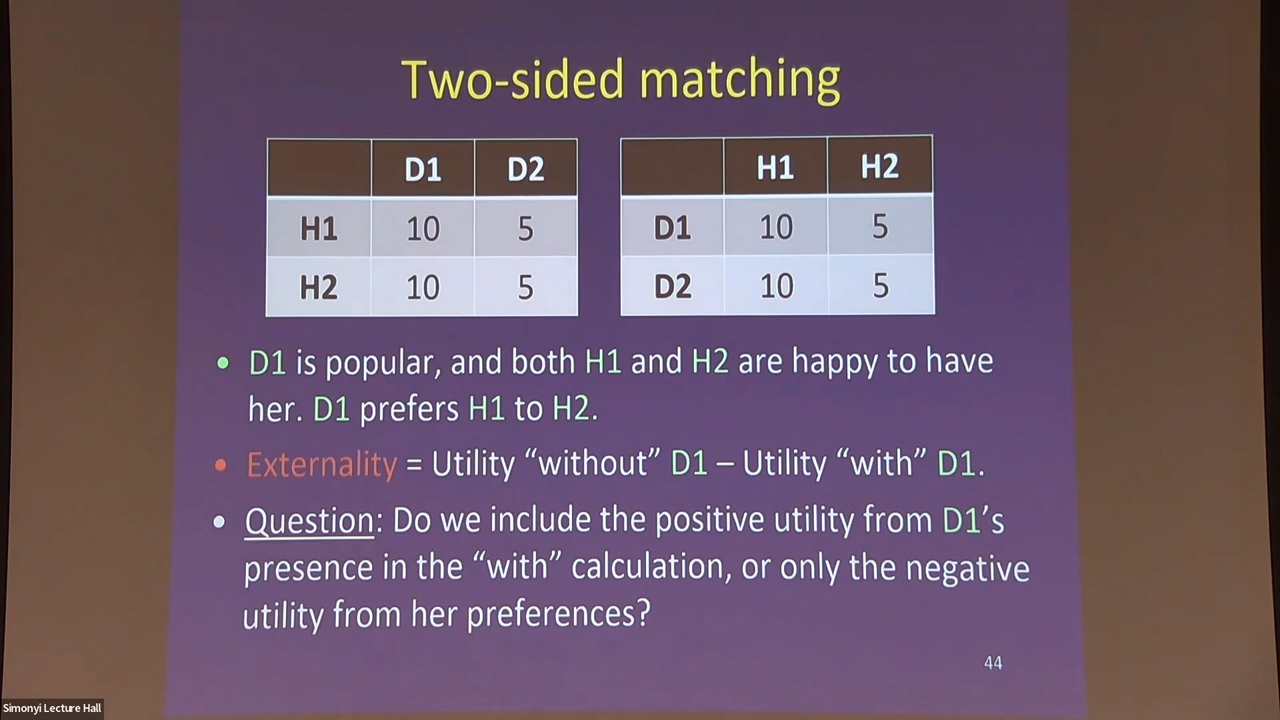 Two-sided matching
D1 D2
H1 10 5
H2 10 5
H1 H2
D1 10 5
D2 10 5
• D1 is popular, and both H1 and H2 are happy to have
her. D1 prefers H1 to H2.
• Externality = Utility “without” D1 – Utility “with” D1.
• Question: Do we include the positive utility from D1’s
presence in the “with” calculation, or only the negative
utility from her preferences?
44
Simonyi Lecture Hall